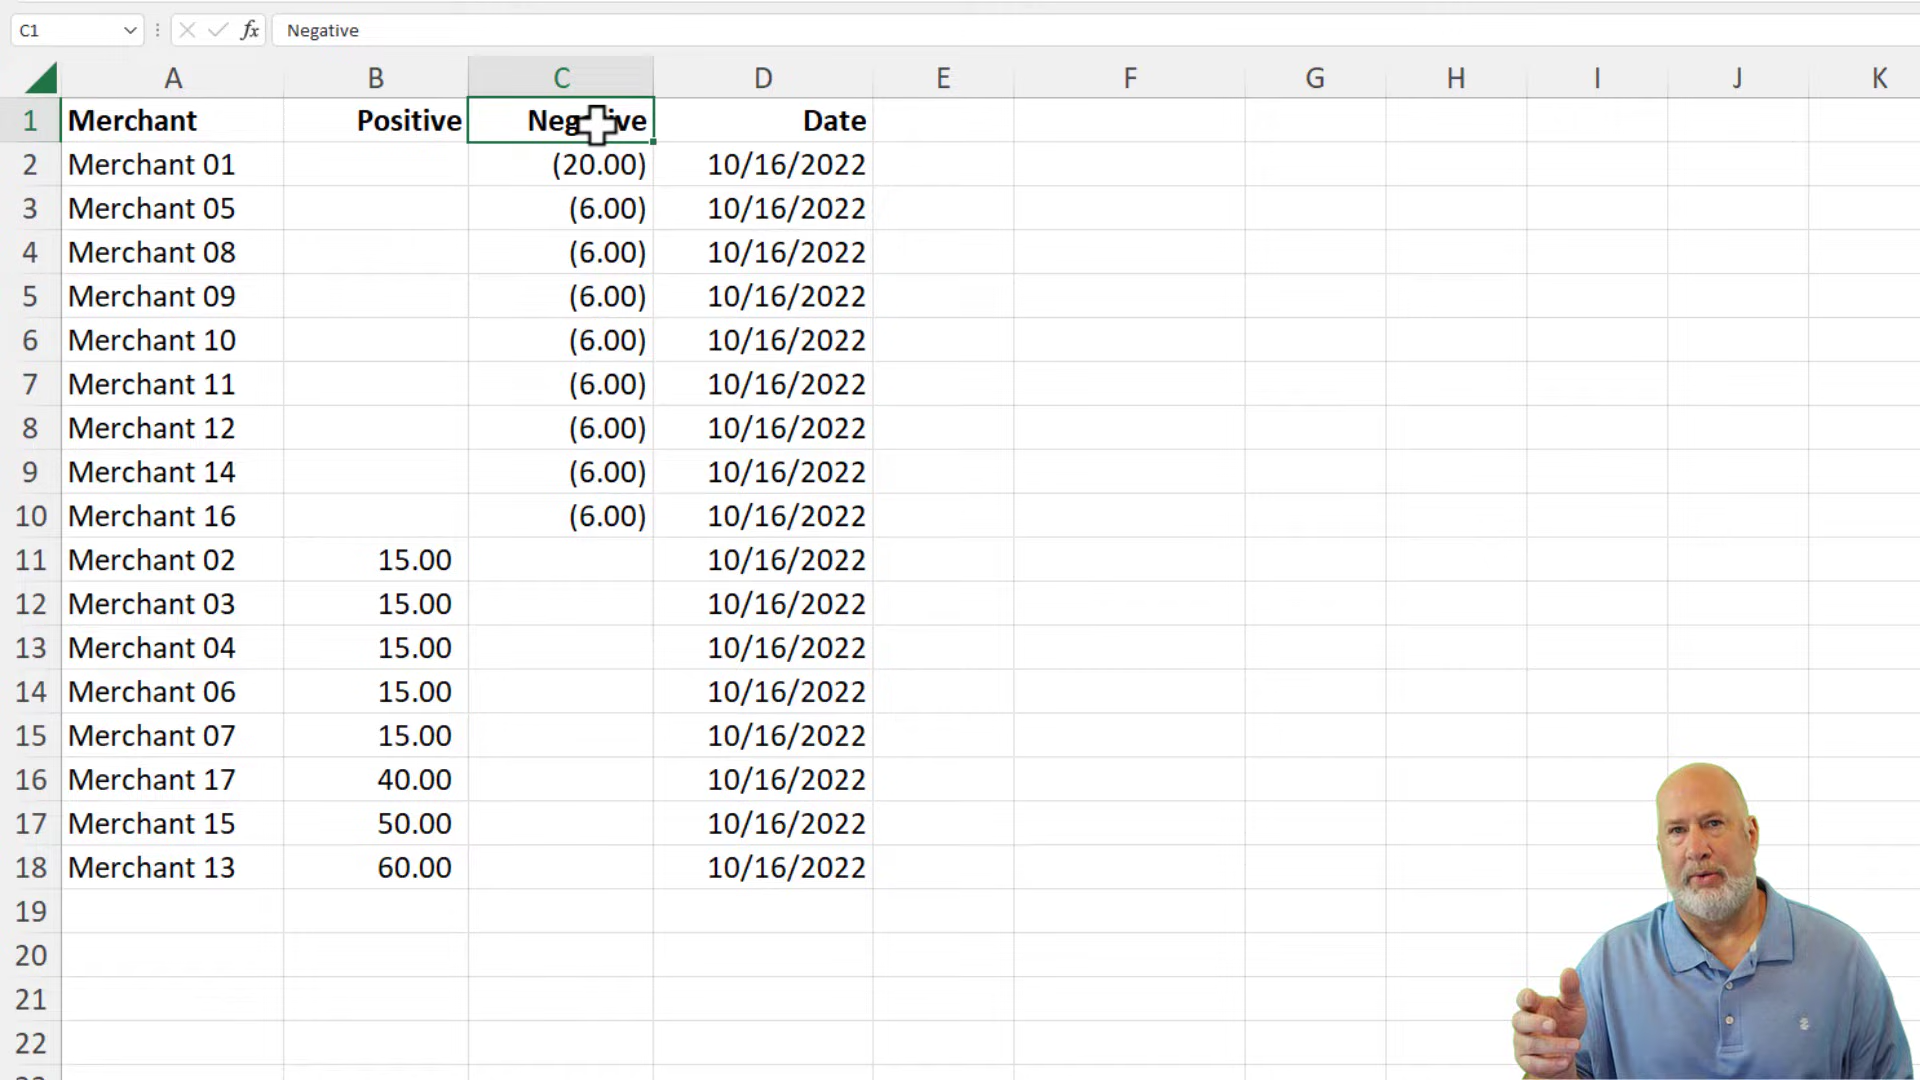 C1 fx Negative
A B C D E F G H I J K
1 Merchant Positive Negative Date
2 Merchant 01 (20.00) 10/16/2022
3 Merchant 05 (6.00) 10/16/2022
4 Merchant 08 (6.00) 10/16/2022
5 Merchant 09 (6.00) 10/16/2022
6 Merchant 10 (6.00) 10/16/2022
7 Merchant 11 (6.00) 10/16/2022
8 Merchant 12 (6.00) 10/16/2022
9 Merchant 14 (6.00) 10/16/2022
10 Merchant 16 (6.00) 10/16/2022
11 Merchant 02 15.00 10/16/2022
12 Merchant 03 15.00 10/16/2022
13 Merchant 04 15.00 10/16/2022
14 Merchant 06 15.00 10/16/2022
15 Merchant 07 15.00 10/16/2022
16 Merchant 17 40.00 10/16/2022
17 Merchant 15 50.00 10/16/2022
18 Merchant 13 60.00 10/16/2022
19
20
21
22